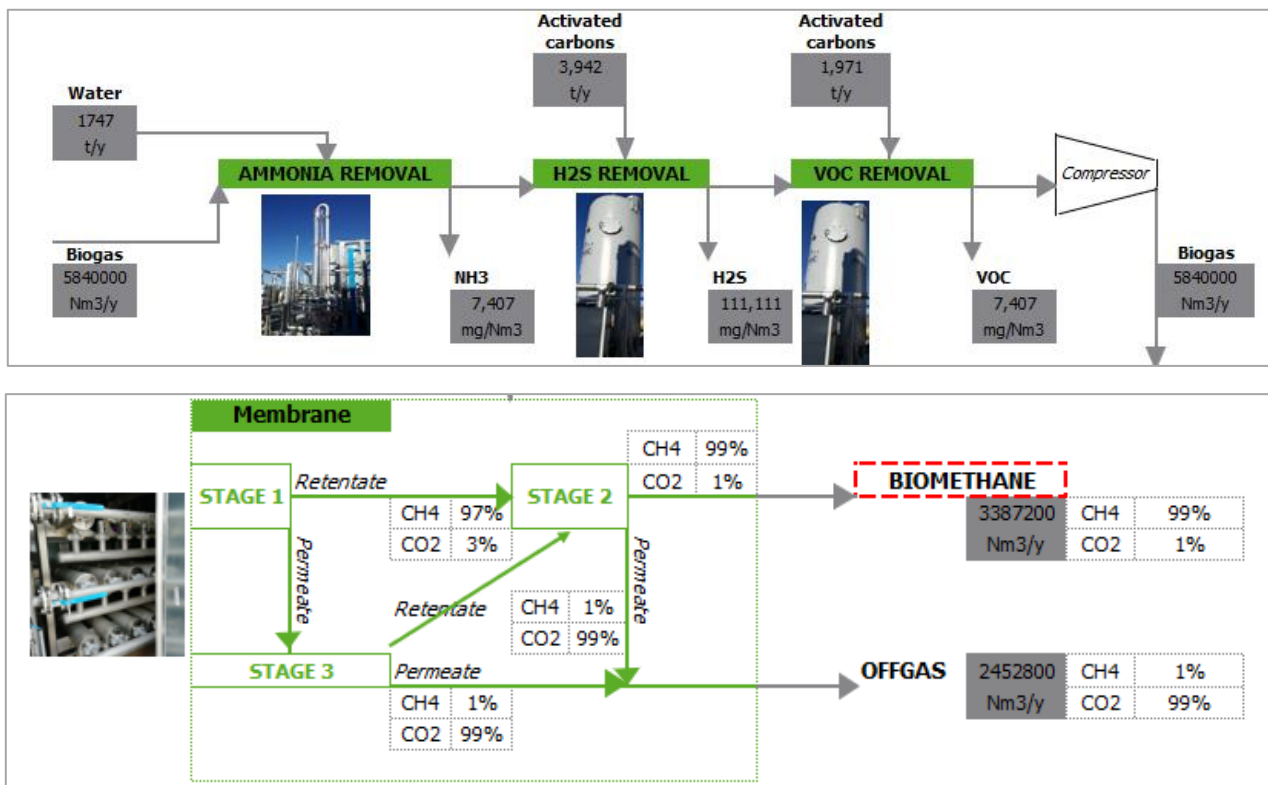 Activated
carbons
3,942
t/y
Activated
carbons
1,971
t/y
Water
1747
t/y
AMMONIA REMOVAL
H2S REMOVAL
VOC REMOVAL
Compressor
Biogas
5840000
Nm3/y
NH3
7,407
mg/Nm3
H2S
111,111
mg/Nm3
VOC
7,407
mg/Nm3
Biogas
5840000
Nm3/y
Membrane
CH4 99%
CO2 1%
STAGE 1
Retentate
STAGE 2
BIOMETHANE
CH4 97%
CO2 3%
3387200
Nm3/y
CH4 99%
CO2 1%
Permeate
Retentate
CH4 1%
CO2 99%
Permeate
STAGE 3
Permeate
CH4 1%
CO2 99%
OFFGAS
2452800
Nm3/y
CH4 1%
CO2 99%